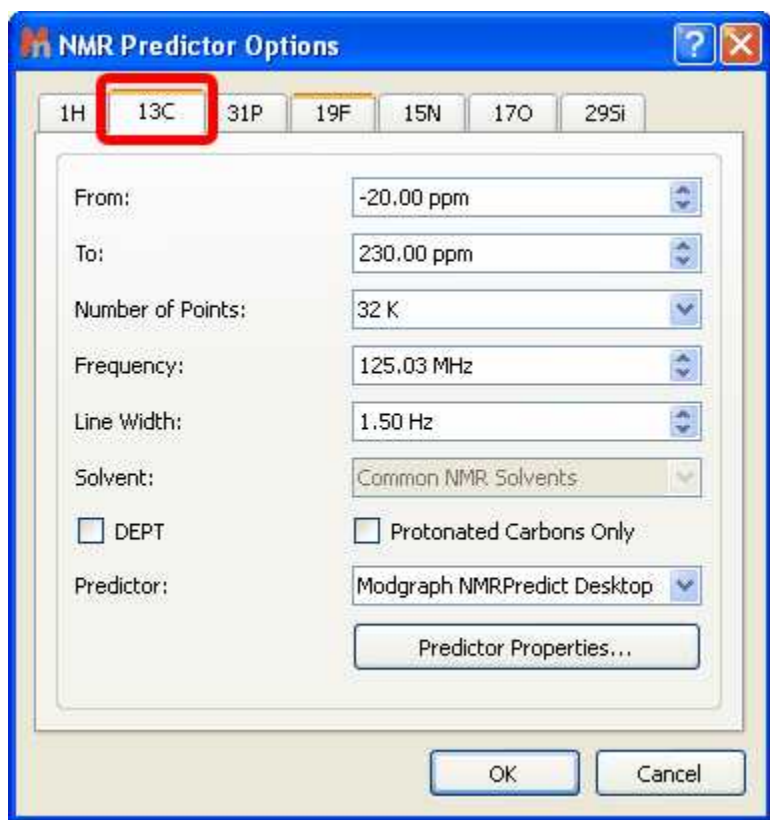 NMR Predictor Options
1H 13C 31P 19F 15N 17O 29Si
From: -20.00 ppm
To: 230.00 ppm
Number of Points: 32 K
Frequency: 125.03 MHz
Line Width: 1.50 Hz
Solvent: Common NMR Solvents
DEPT Protonated Carbons Only
Predictor: Modgraph NMRPredict Desktop
Predictor Properties...
OK Cancel